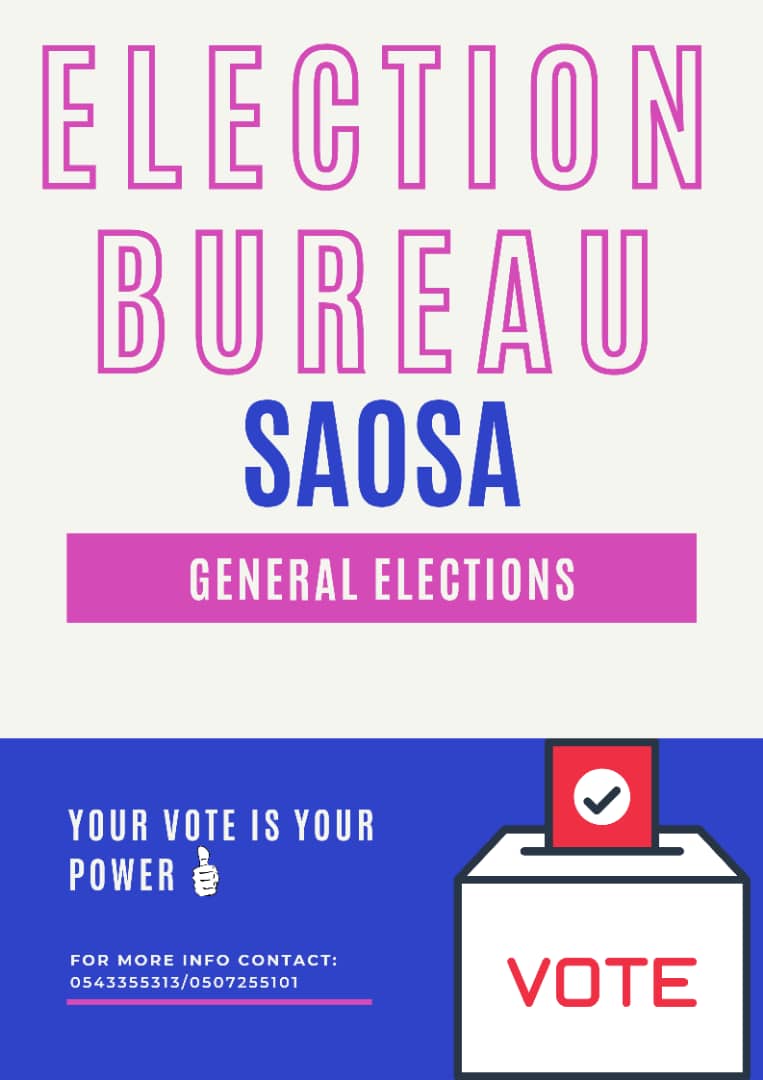 ELECTION
BUREAU
SAOSA
GENERAL ELECTIONS
YOUR VOTE IS YOUR
POWER
FOR MORE INFO CONTACT:
0543355313/0507255101
VOTE